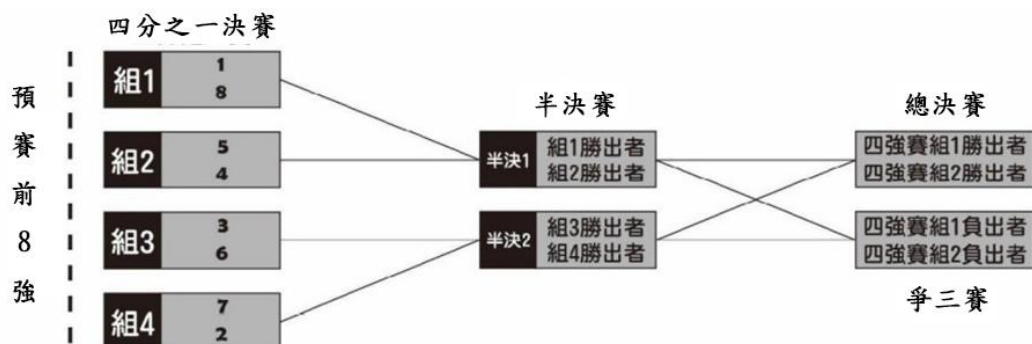 四分之一決賽
預賽前8強
組1
1
8
組2
5
4
組3
3
6
組4
7
2
半決賽
半決1
組1勝出者
組2勝出者
半決2
組3勝出者
組4勝出者
總決賽
四強賽組1勝出者
四強賽組2勝出者
四強賽組1負出者
四強賽組2負出者
爭三賽